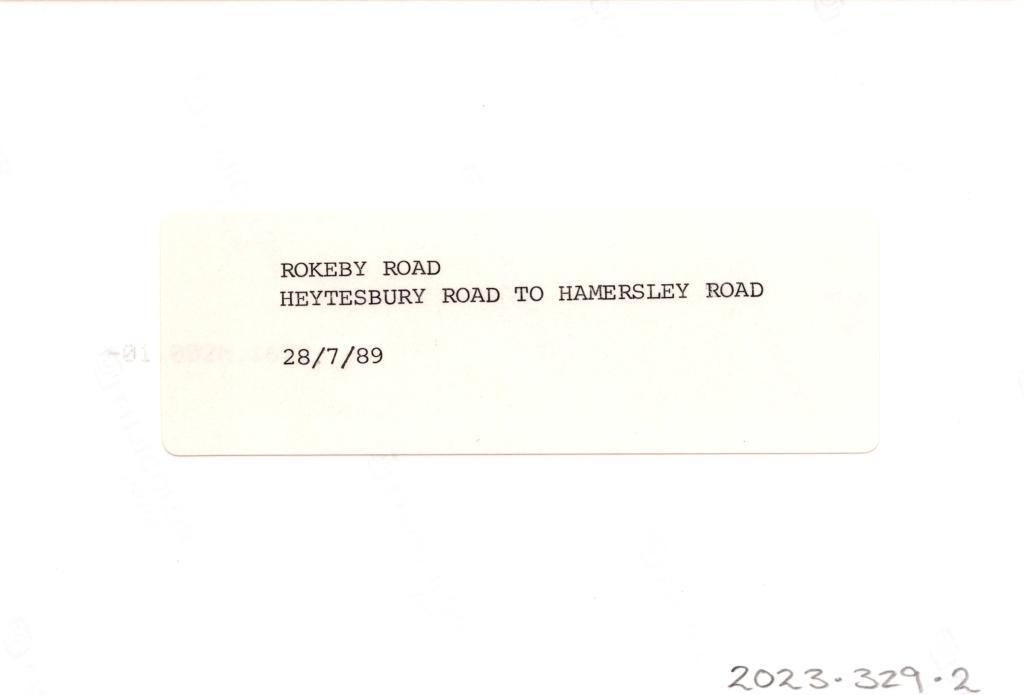 ROKEBY ROAD
HEYTESBURY ROAD TO HAMERSLEY ROAD
28/7/89
2023.329.2